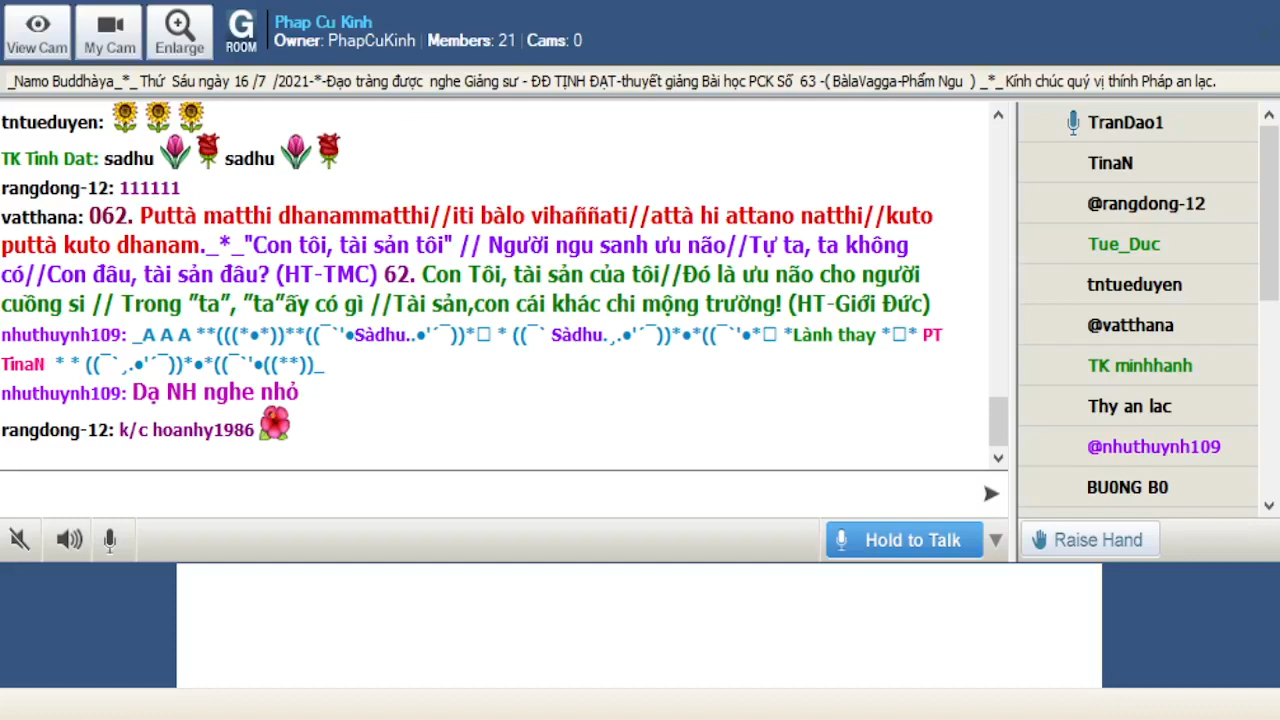 View Cam
My Cam
Enlarge
G
ROOM
Phap Cu Kinh
Owner: PhapCuKinh | Members: 21 | Cams: 0
_Namo Buddhàya_*_ Thứ Sáu ngày 16 /7 /2021-*-Đạo tràng được nghe Giảng sư - ĐĐ TỊNH ĐẠT-thuyết giảng Bài học PCK Số 63 -( BàlaVagga-Phẩm Ngu ) _*_ Kính chúc quý vị thính Pháp an lạc.
tntueduyen:
TK Tinh Dat: sadhu sadhu
rangdong-12: 111111
vatthana: 062. Puttà matthi dhanammatthi//iti bàlo vihaññati//attà hi attano natthi//kuto
puttà kuto dhanam._*_"Con tôi, tài sản tôi" // Người ngu sanh ưu não//Tự ta, ta không
có//Con đâu, tài sản đâu? (HT-TMC) 62. Con Tôi, tài sản của tôi//Đó là ưu não cho người
cuồng si // Trong ”ta”, ”ta”ấy có gì //Tài sản,con cái khác chi mộng trường! (HT-Giới Đức)
nhuthuynh109: _A A A **(((*•*))**((¯`'•Sàdhu..•'´¯))*□ * ((¯` Sàdhu.¸.•'´¯))*•*((¯`'•*□ *Lành thay *□* PT
TinaN * * ((¯`¸.•'´¯))*•*((¯`'•((**))_
nhuthuynh109: Dạ NH nghe nhỏ
rangdong-12: k/c hoanhy1986
Hold to Talk
TranDao1
TinaN
@rangdong-12
Tue_Duc
tntueduyen
@vatthana
TK minhhanh
Thy an lac
@nhuthuynh109
BU0NG B0
Raise Hand